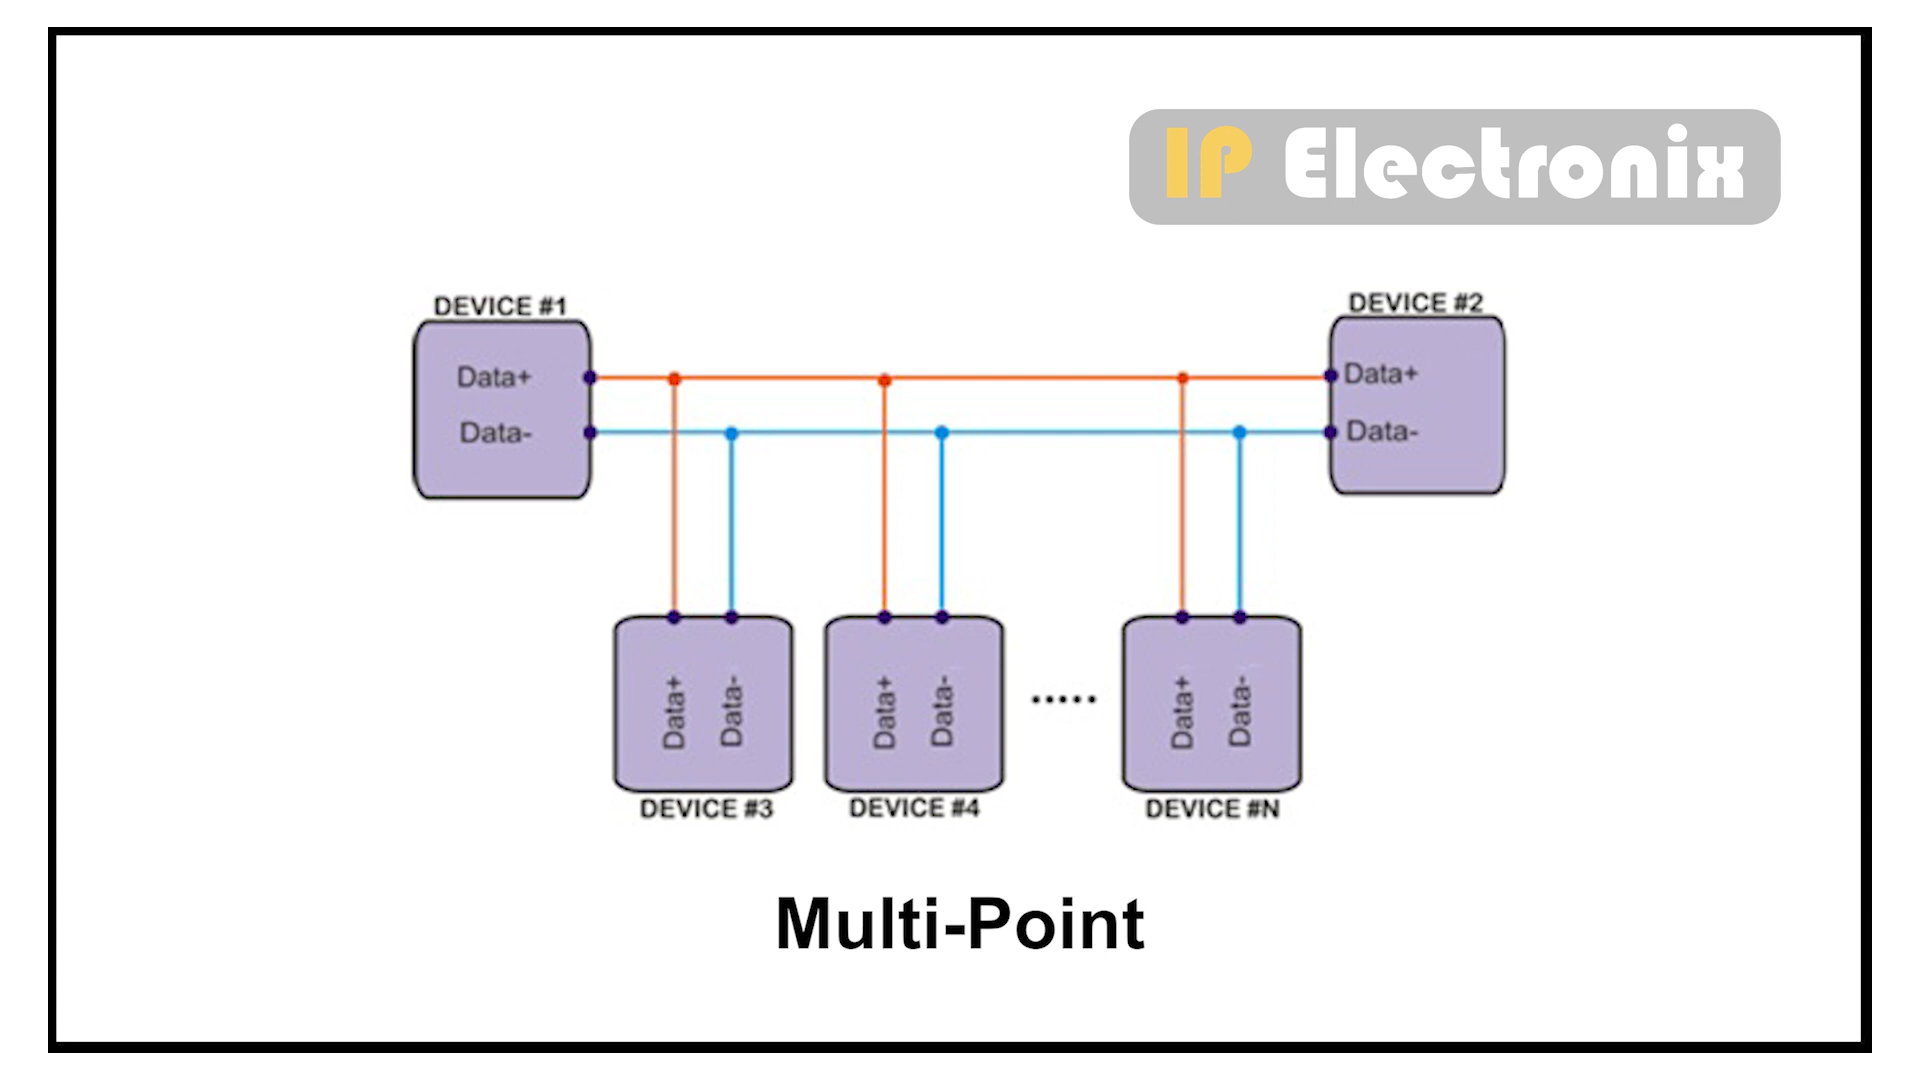 IP Electronix
DEVICE #1
DEVICE #2
Data+
Data-
Data+
Data-
Data+
Data-
Data+
Data-
.....
Data+
Data-
DEVICE #3
DEVICE #4
DEVICE #N
Multi-Point